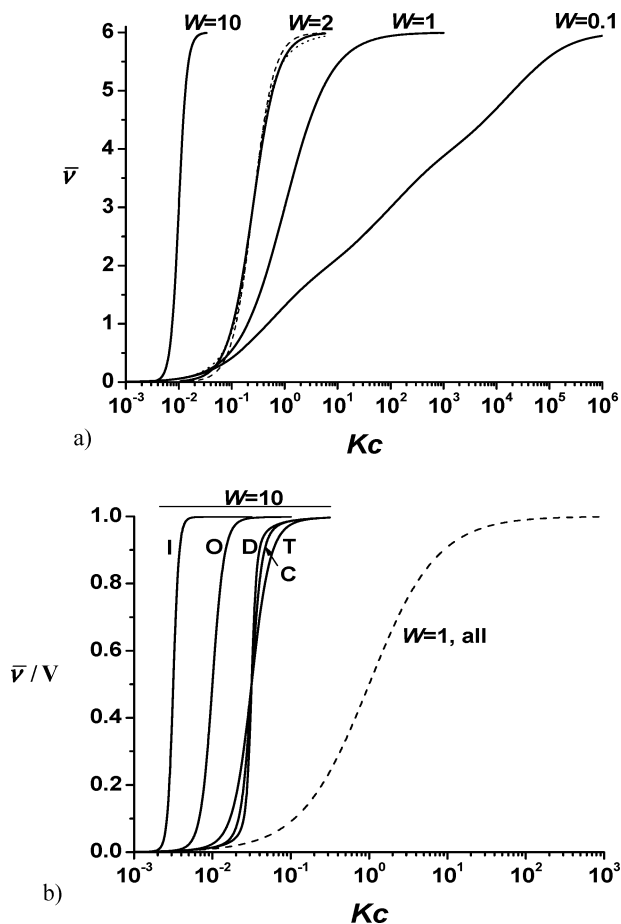 W=10 W=2 W=1 W=0.1
6
5
4
3
2
1
0
ν̄
10⁻³ 10⁻² 10⁻¹ 10⁰ 10¹ 10² 10³ 10⁴ 10⁵ 10⁶
Kc
a)
W=10
I O D T
C
W=1, all
1.0
0.8
0.6
0.4
0.2
0.0
ν̄ / V
10⁻³ 10⁻² 10⁻¹ 10⁰ 10¹ 10² 10³
Kc
b)